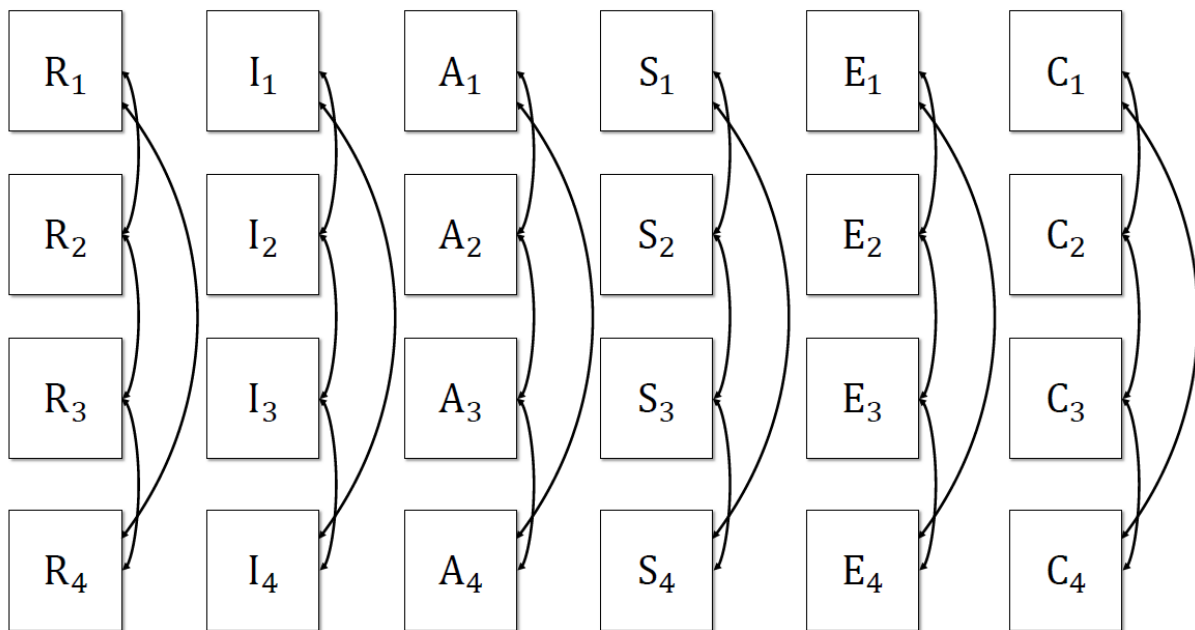 R₁ I₁ A₁ S₁ E₁ C₁
R₂ I₂ A₂ S₂ E₂ C₂
R₃ I₃ A₃ S₃ E₃ C₃
R₄ I₄ A₄ S₄ E₄ C₄